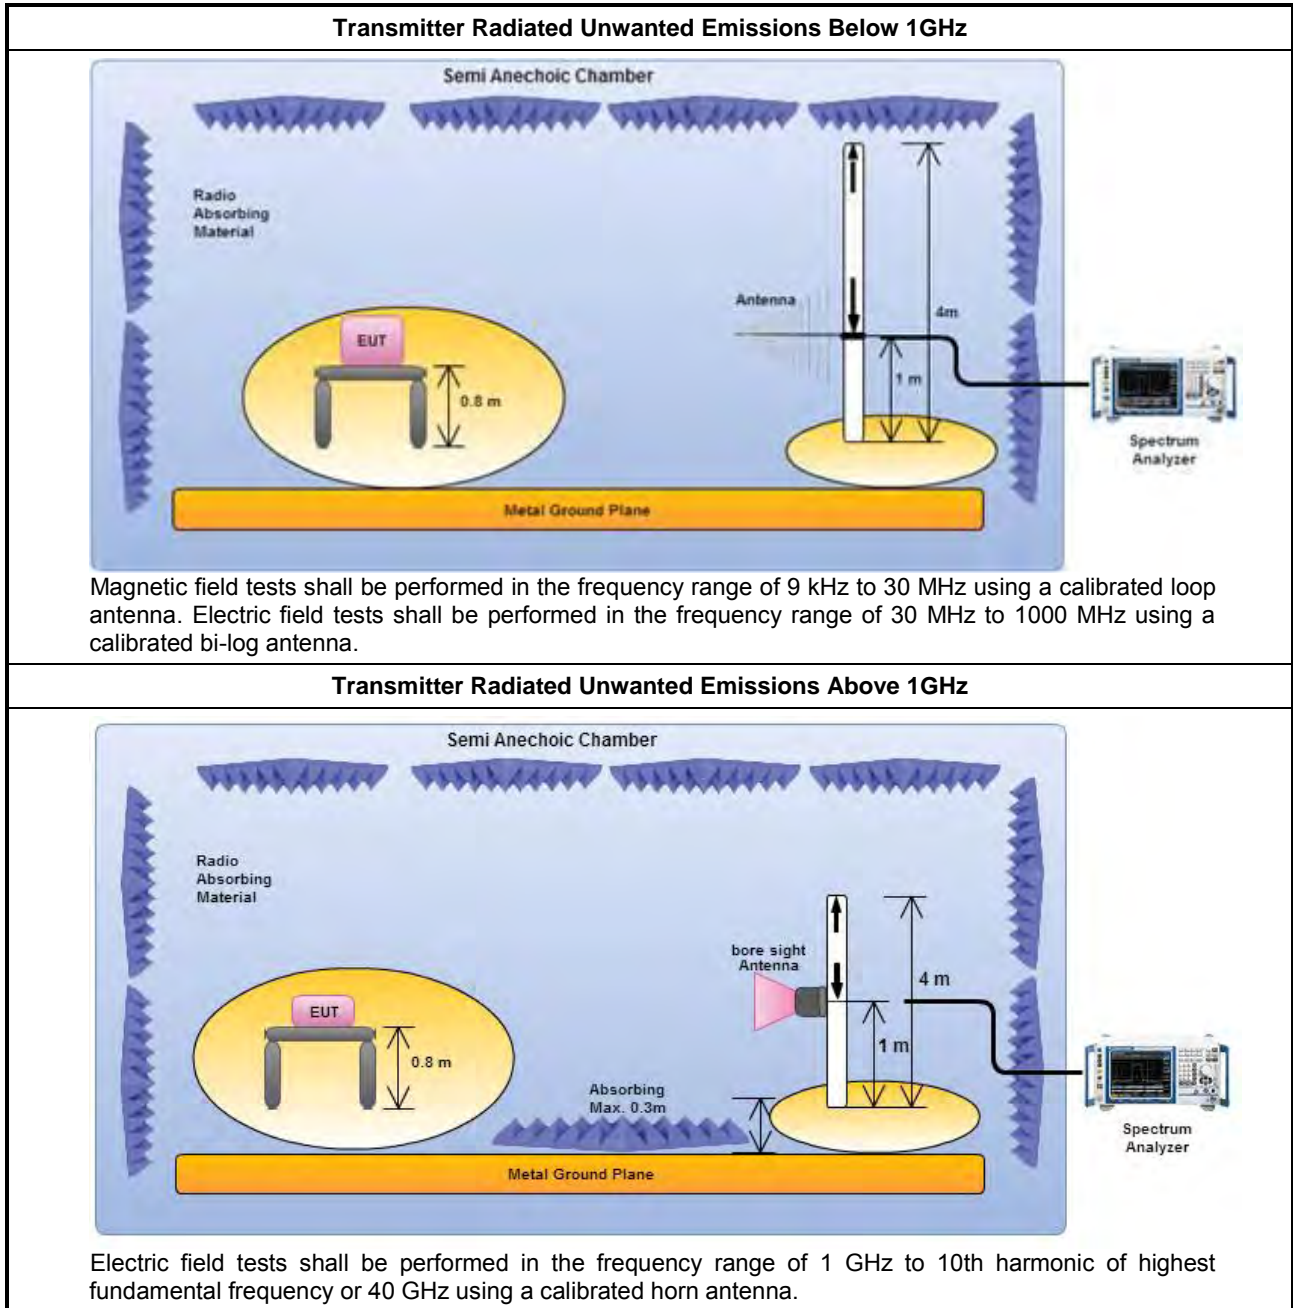 Transmitter Radiated Unwanted Emissions Below 1GHz
Semi Anechoic Chamber
Radio
Absorbing
Material
Antenna
4m
EUT
1 m
0.8 m
Spectrum
Analyzer
Metal Ground Plane
Magnetic field tests shall be performed in the frequency range of 9 kHz to 30 MHz using a calibrated loop
antenna. Electric field tests shall be performed in the frequency range of 30 MHz to 1000 MHz using a
calibrated bi-log antenna.
Transmitter Radiated Unwanted Emissions Above 1GHz
Semi Anechoic Chamber
Radio
Absorbing
Material
bore sight
Antenna
4 m
EUT
1 m
0.8 m
Absorbing
Max. 0.3m
Spectrum
Analyzer
Metal Ground Plane
Electric field tests shall be performed in the frequency range of 1 GHz to 10th harmonic of highest
fundamental frequency or 40 GHz using a calibrated horn antenna.